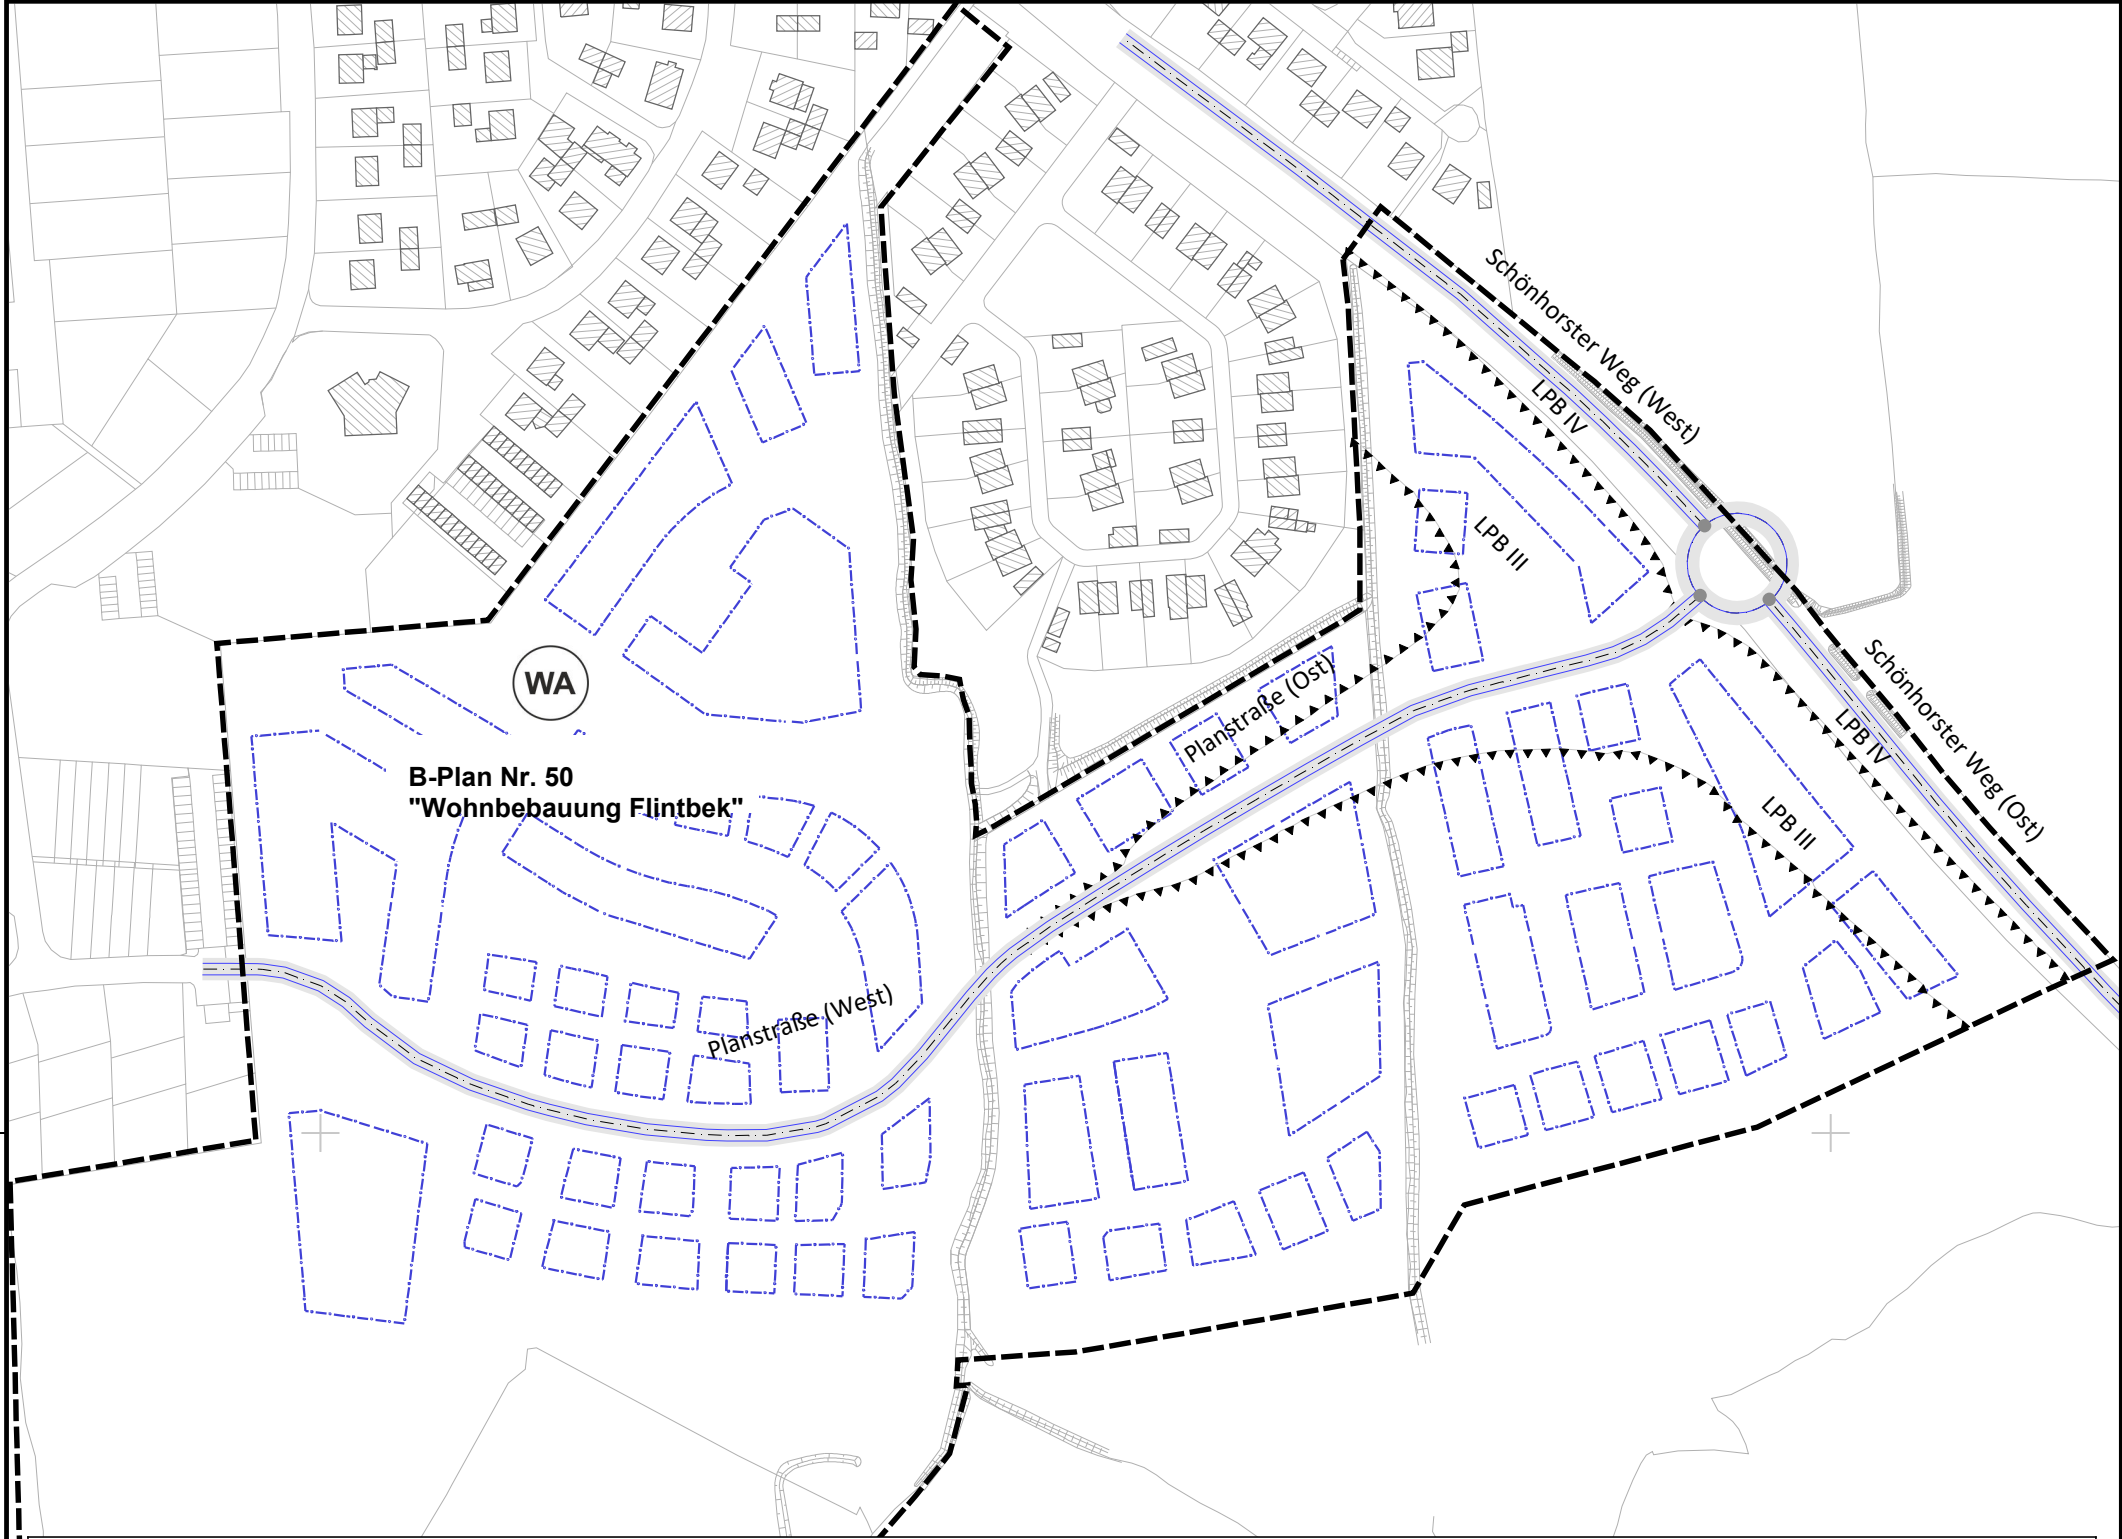 Schönhorster Weg (West)
LPB IV
LPB III
WA
Planstraße (Ost)
Schönhorster Weg (Ost)
LPB IV
B-Plan Nr. 50
"Wohnbebauung Flintbek"
LPB III
Planstraße (West)